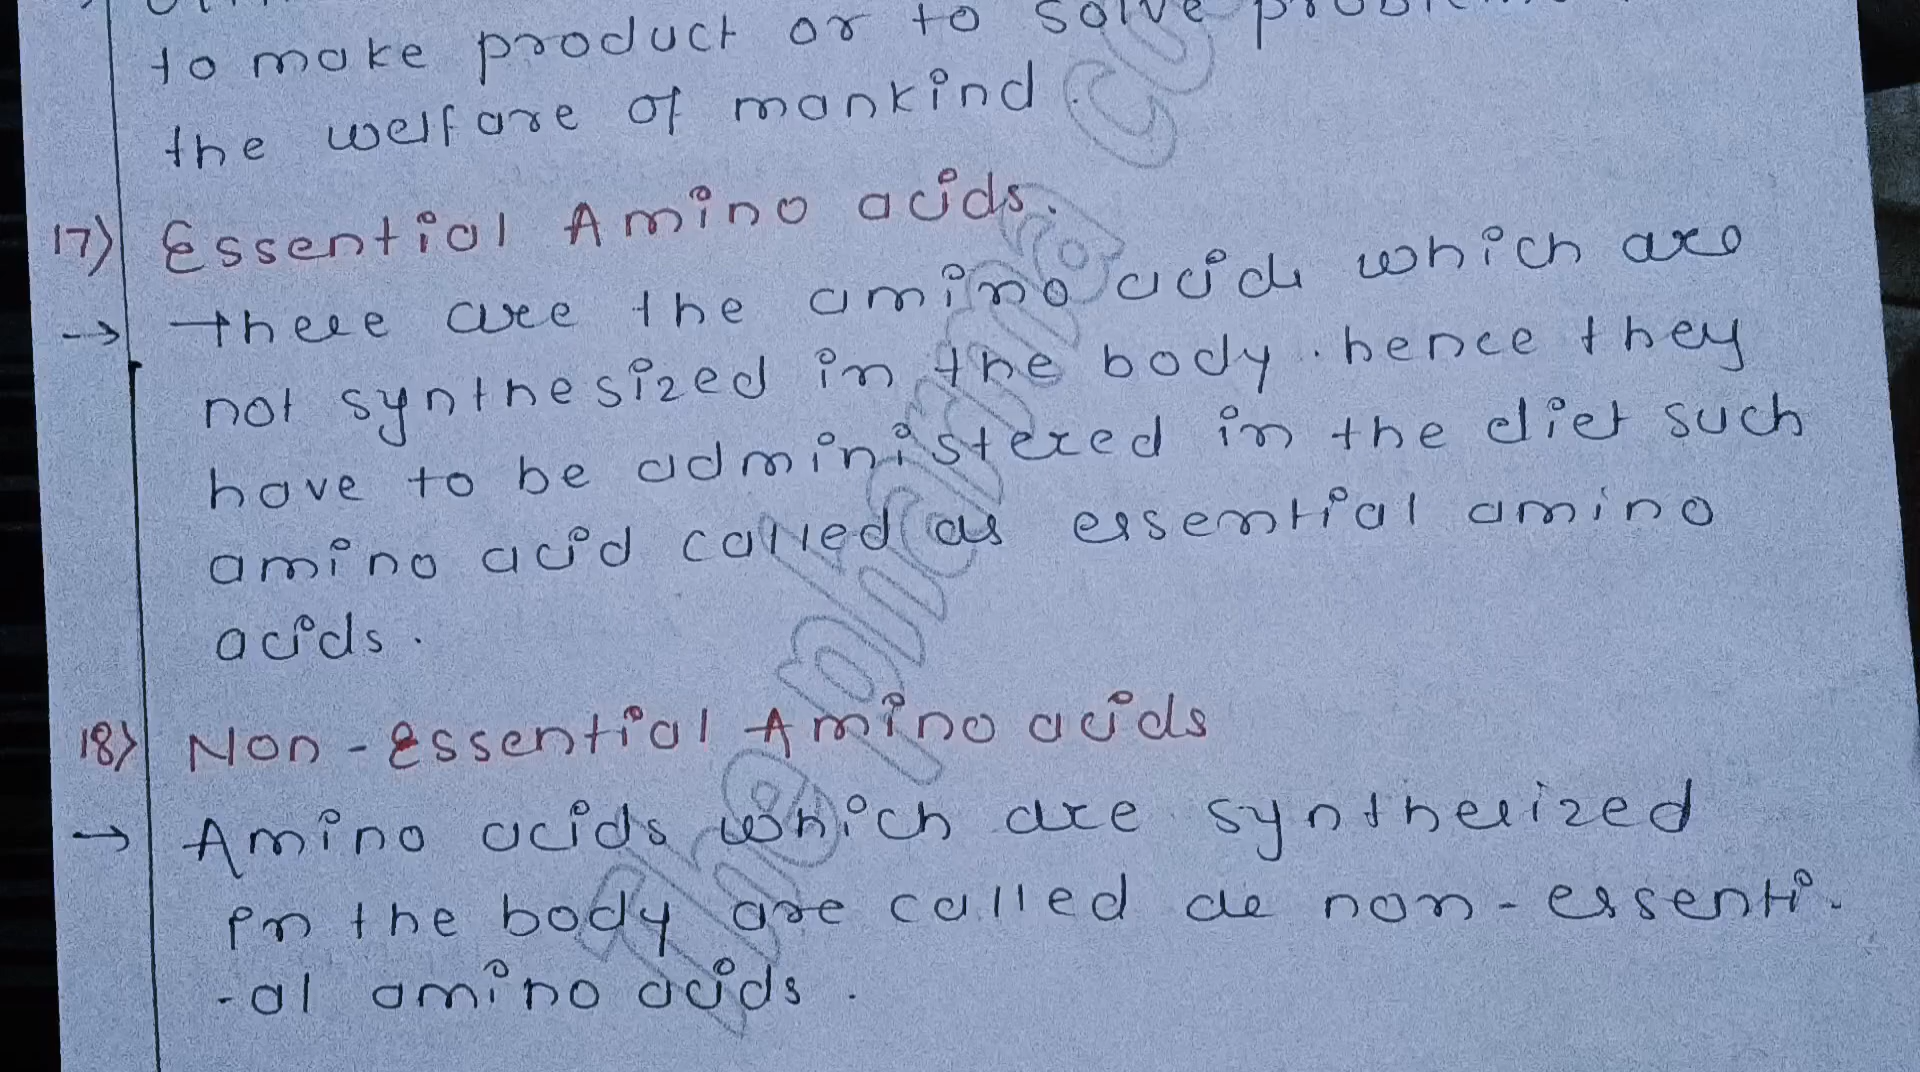 to make product or to solve
the welfare of mankind.
17) Essential Amino acids.
→ these are the amino acids which are
not synthesized in the body. hence they
have to be administered in the diet such
amino acid called as essential amino
acids.
18) Non-Essential Amino acids
→ Amino acids which are synthesized
in the body are called as non-essenti-
-al amino acids.